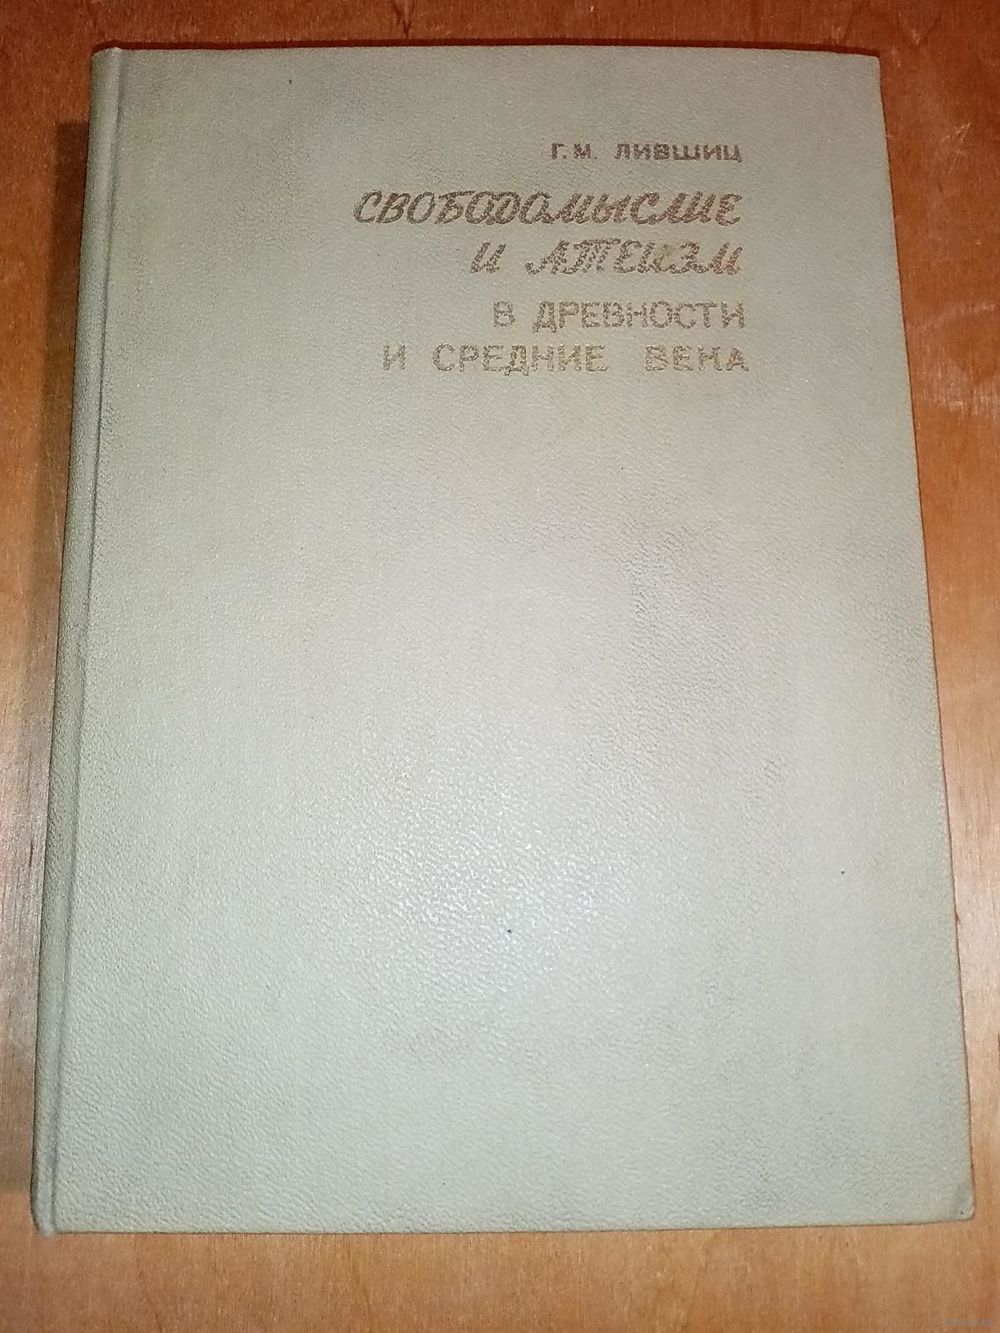 Г. М. ЛИВШИЦ
СВОБОДОМЫСЛИЕ
И АТЕИЗМ
В ДРЕВНОСТИ
И СРЕДНИЕ ВЕКА